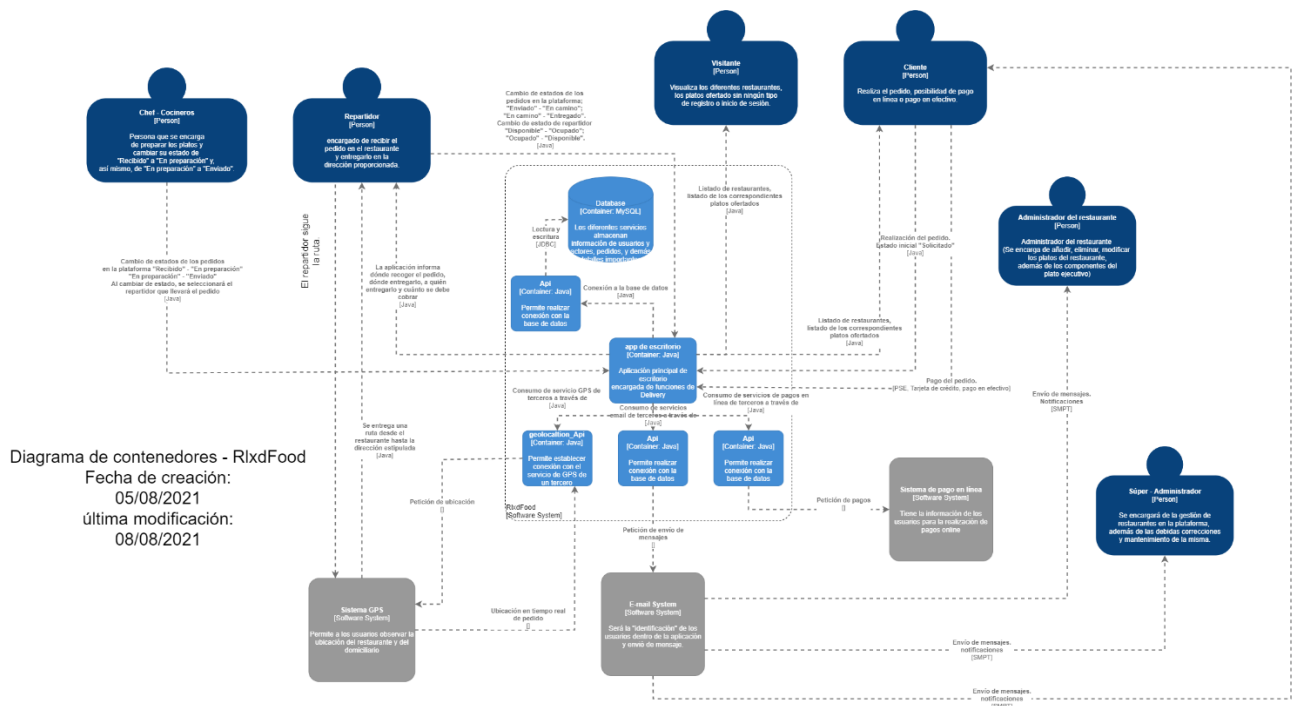 Visitante
[Person]
Visualiza los diferentes restaurantes,
los platos ofertado sin ningún tipo
de registro o inicio de sesión.
Cliente
[Person]
Realiza el pedido, posibilidad de pago
en línea o pago en efectivo.
Chef - Cocineros
[Person]
Persona que se encarga
de preparar los platos y
cambiar su estado de
"Recibido" a "En preparación" y,
así mismo, de "En preparación" a "Enviado".
Repartidor
[Person]
encargado de recibir el
pedido en el restaurante
y entregarlo en la
dirección proporcionada.
Cambio de estados de los
pedidos en la plataforma;
"Enviado" - "En camino";
"En camino" - "Entregado".
Cambio de estado de repartidor
"Disponible" - "Ocupado";
"Ocupado" - "Disponible".
[Java]
Database
[Container: MySQL]
Los diferentes servicios
almacenan
información de usuarios y
actores, pedidos, y demás
Lectura y
escritura
[JDBC]
Listado de restaurantes,
listado de los correspondientes
platos ofertados
[Java]
Realización del pedido.
Estado inicial "Solicitado"
[Java]
Administrador del restaurante
[Person]
Administrador del restaurante
(Se encarga de añadir, eliminar, modificar
los platos del restaurante,
además de los componentes del
plato ejecutivo)
Cambio de estados de los pedidos
en la plataforma "Recibido" - "En preparación"
"En preparación" - "Enviado"
Al cambiar de estado, se seleccionará el
repartidor que llevará el pedido
[Java]
El repartidor sigue
la ruta.
La aplicación informa
dónde recoger el pedido,
dónde entregarlo, a quién
entregarlo y cuánto se debe
cobrar
[Java]
Api
[Container: Java]
Permite realizar
conexión con la
base de datos
Conexión a la base de datos
[Java]
Listado de restaurantes,
listado de los correspondientes
platos ofertados
[Java]
app de escritorio
[Container: Java]
Aplicación principal de
escritorio
encargada de funciones de
Delivery
Pago del pedido.
[PSE, Tarjeta de crédito, pago en efectivo]
Consumo de servicio GPS de
terceros a través de
[Java]
Consumo de servicios
email de terceros a través de
[Java]
Consumo de servicios de pagos en
línea de terceros a través de
[Java]
Envío de mensajes.
Notificaciones
[SMPT]
Se entrega una
ruta desde el
restaurante hasta la
dirección estipulada
[Java]
geolocaltion_Api
[Container: Java]
Permite establecer
conexión con el
servicio de GPS de
un tercero
Api
[Container: Java]
Permite realizar
conexión con la
base de datos
Api
[Container: Java]
Permite realizar
conexión con la
base de datos
RlxdFood
[Software System]
Diagrama de contenedores - RlxdFood
Fecha de creación:
05/08/2021
última modificación:
08/08/2021
Petición de ubicación
[]
Petición de envío de
mensajes
[]
Petición de pagos
[]
Sistema de pago en línea
[Software System]
Tiene la información de los
usuarios para la realización de
pagos online
Súper - Administrador
[Person]
Se encargará de la gestión de
restaurantes en la plataforma,
además de las debidas correcciones
y mantenimiento de la misma.
Sistema GPS
[Software System]
Permite a los usuarios observar la
ubicación del restaurante y del
domiciliario
Ubicación en tiempo real
de pedido
[]
E-mail System
[Software System]
Será la "identificación" de los
usuarios dentro de la aplicación
y envió de mensaje.
Envío de mensajes.
notificaciones
[SMPT]
Envío de mensajes.
notificaciones